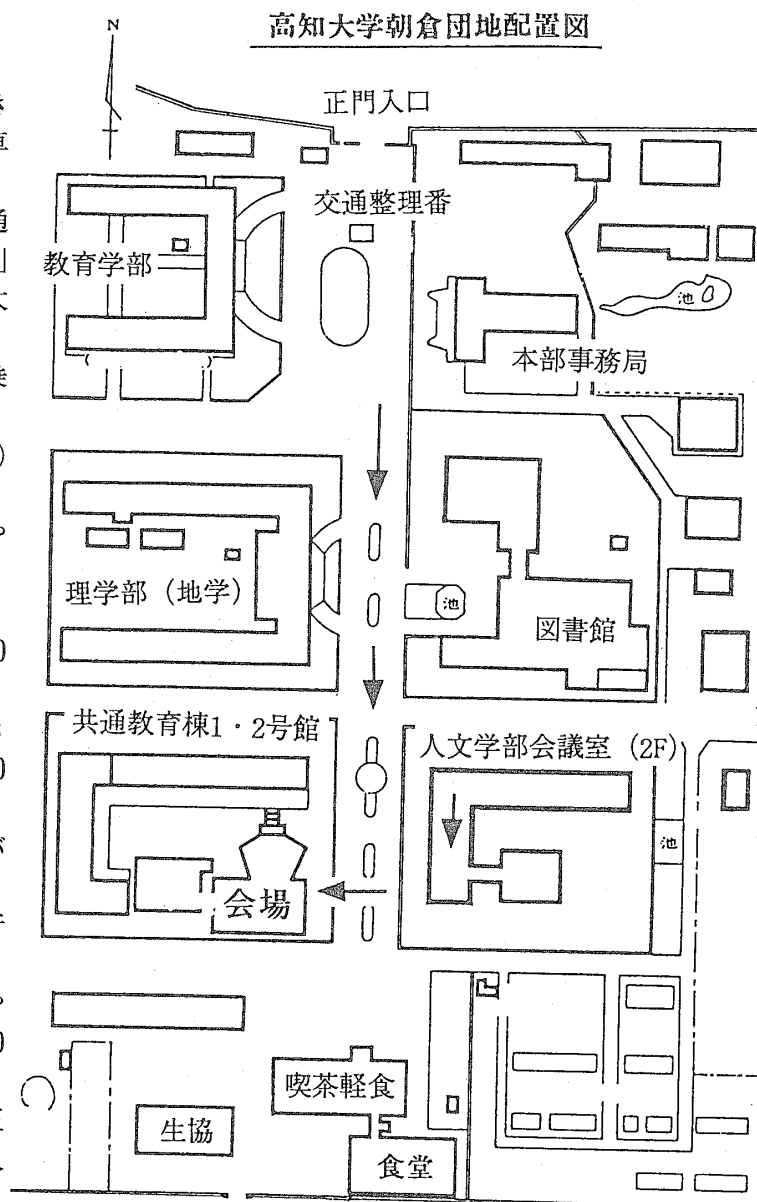 高知大学朝倉団地配置図
N
正門入口
交通整理番
教育学部
池
本部事務局
理学部（地学）
池
図書館
共通教育棟1・2号館
人文学部会議室（2F）
池
会場
喫茶軽食
生協
食堂